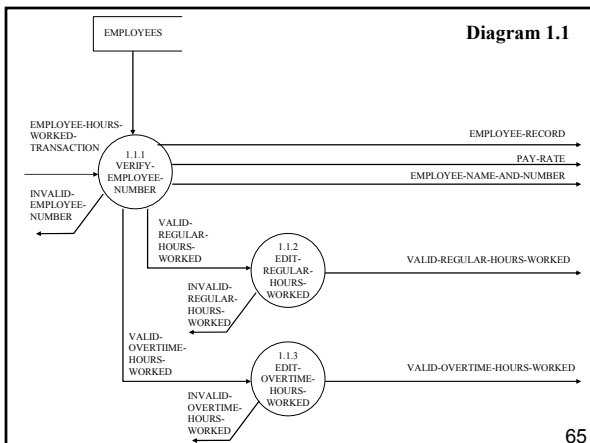 EMPLOYEES
Diagram 1.1
EMPLOYEE-HOURS-
WORKED-
TRANSACTION
1.1.1
VERIFY-
EMPLOYEE-
NUMBER
EMPLOYEE-RECORD
PAY-RATE
EMPLOYEE-NAME-AND-NUMBER
INVALID-
EMPLOYEE-
NUMBER
VALID-
REGULAR-
HOURS-
WORKED
1.1.2
EDIT-
REGULAR-
HOURS-
WORKED
VALID-REGULAR-HOURS-WORKED
INVALID-
REGULAR-
HOURS-
WORKED
VALID-
OVERTIIME-
HOURS-
WORKED
1.1.3
EDIT-
OVERTIME-
HOURS-
WORKED
VALID-OVERTIME-HOURS-WORKED
INVALID-
OVERTIME-
HOURS-
WORKED
65